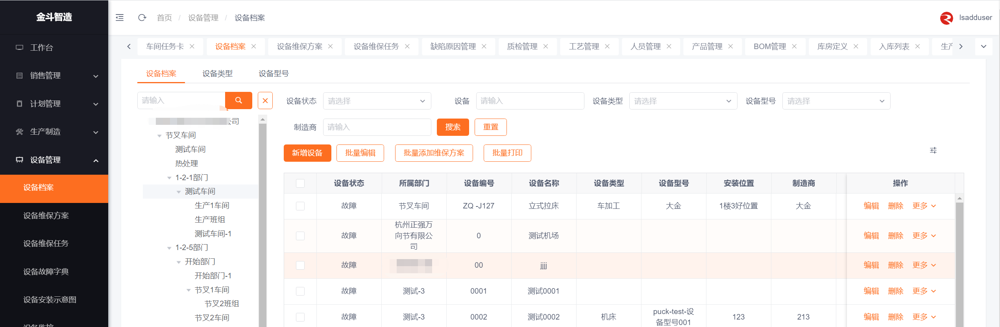 金斗智造
首页 / 设备管理 / 设备档案
lsadduser
工作台
销售管理
计划管理
生产制造
设备管理
设备档案
设备维保方案
设备维保任务
设备故障字典
设备安装示意图
设备监控
车间任务卡 设备档案 设备维保方案 设备维保任务 缺陷原因管理 质检管理 工艺管理 人员管理 产品管理 BOM管理 库房定义 入库列表 生产
设备档案 设备类型 设备型号
请输入
公司
节叉车间
测试车间
热处理
1-2-1部门
测试车间
生产1车间
生产班组
测试车间-1
1-2-5部门
开始部门
开始部门-1
节叉1车间
节叉2班组
节叉2车间
设备状态 请选择 设备 请输入 设备类型 请选择 设备型号 请选择
制造商 请输入 搜索 重置
新增设备 批量编辑 批量添加维保方案 批量打印
设备状态 所属部门 设备编号 设备名称 设备类型 设备型号 安装位置 制造商 操作
故障 节叉车间 ZQ -J127 立式拉床 车加工 大金 1楼3好位置 大金 编辑 删除 更多
故障 杭州正强万向节有限公司 0 测试机场 编辑 删除 更多
故障 00 jjjj 编辑 删除 更多
故障 测试-3 0001 测试0001 编辑 删除 更多
故障 测试-3 0002 测试0002 机床 puck-test-设备型号001 123 213 编辑 删除 更多